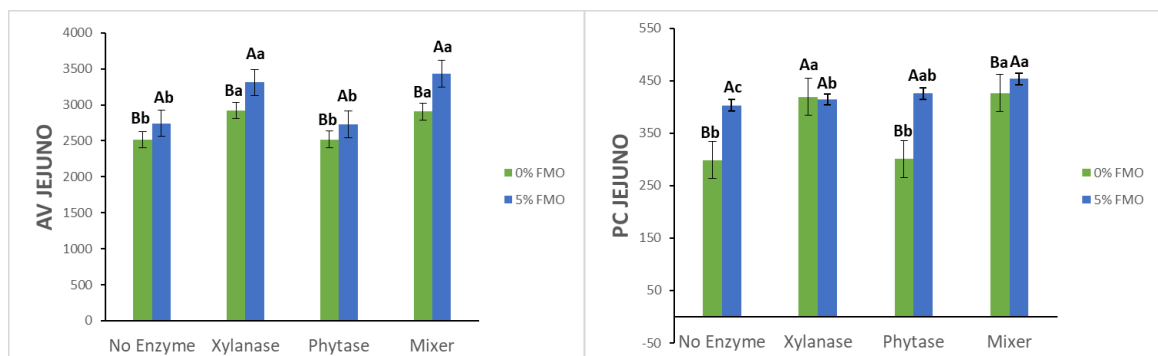 AV JEJUNO
4000
3500
3000
2500
2000
1500
1000
500
0
Bb
Ab
Ba
Aa
Bb
Ab
Ba
Aa
No Enzyme
Xylanase
Phytase
Mixer
0% FMO
5% FMO
PC JEJUNO
550
450
350
250
150
50
-50
Bb
Ac
Aa
Ab
Bb
Aab
Ba
Aa
No Enzyme
Xylanase
Phytase
Mixer
0% FMO
5% FMO